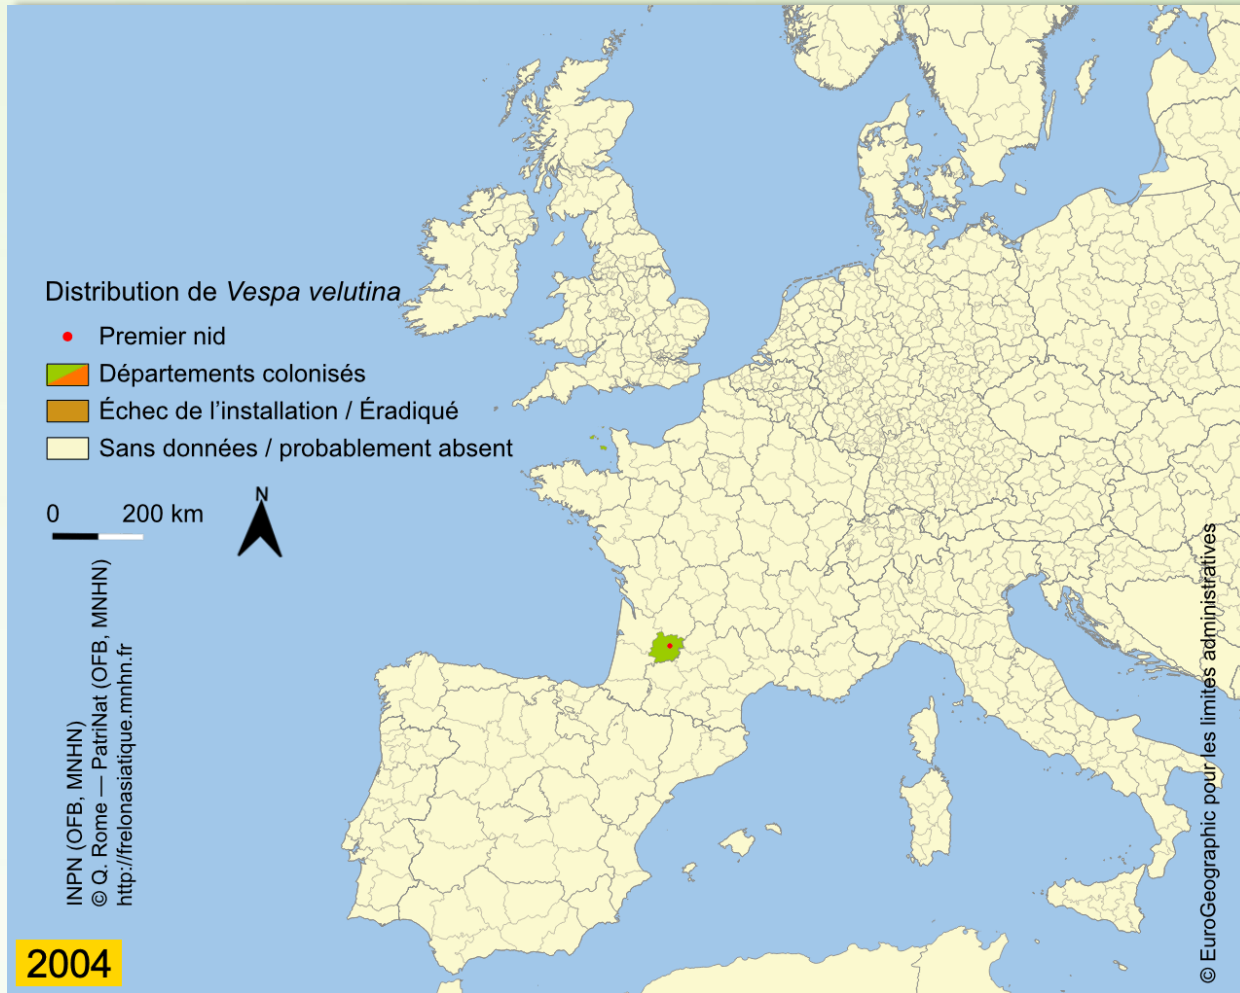 Distribution de Vespa velutina
Premier nid
Départements colonisés
Échec de l’installation / Éradiqué
Sans données / probablement absent
0 200 km
N
INPN (OFB, MNHN)
© Q. Rome — PatriNat (OFB, MNHN)
http://frelonasiatique.mnhn.fr
© EuroGeographic pour les limites administratives
2004